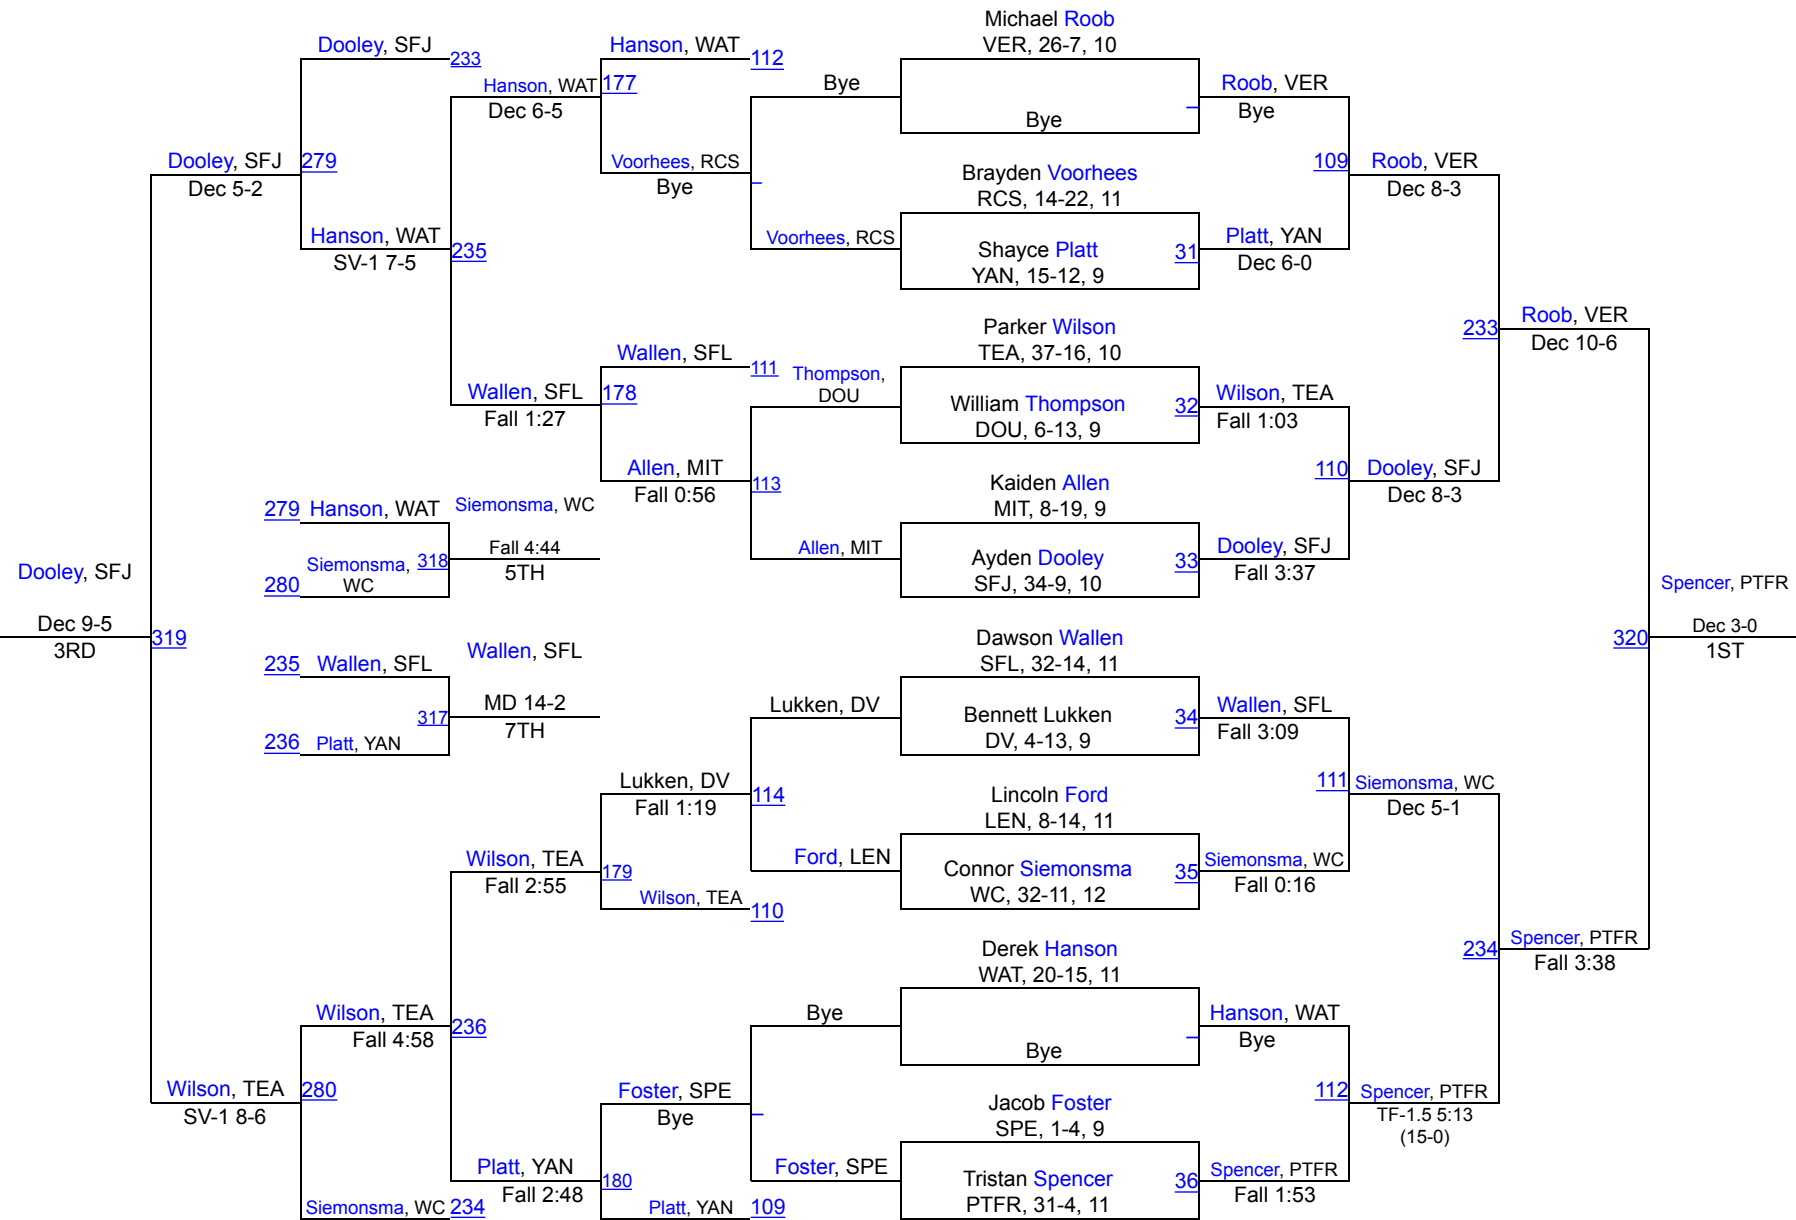 Michael Roob
VER, 26-7, 10
Dooley, SFJ
233
Hanson, WAT
112
Hanson, WAT
177
Dec 6-5
Bye
Bye
Roob, VER
Bye
Dooley, SFJ
279
Dec 5-2
Voorhees, RCS
Bye
Brayden Voorhees
RCS, 14-22, 11
109
Roob, VER
Dec 8-3
Hanson, WAT
235
SV-1 7-5
Voorhees, RCS
Shayce Platt
31
YAN, 15-12, 9
Platt, YAN
Dec 6-0
Parker Wilson
TEA, 37-16, 10
233
Roob, VER
Dec 10-6
Wallen, SFL
111
Thompson,
DOU
Wallen, SFL
178
Fall 1:27
William Thompson
32
DOU, 6-13, 9
Wilson, TEA
Fall 1:03
Allen, MIT
113
Fall 0:56
Kaiden Allen
MIT, 8-19, 9
110
Dooley, SFJ
Dec 8-3
279
Hanson, WAT
Siemonsma, WC
318
Fall 4:44
5TH
280
Siemonsma,
WC
Allen, MIT
Ayden Dooley
33
SFJ, 34-9, 10
Dooley, SFJ
Fall 3:37
Dooley, SFJ
Dec 9-5
319
3RD
Spencer, PTFR
320
Dec 3-0
1ST
235
Wallen, SFL
Wallen, SFL
317
MD 14-2
7TH
236
Platt, YAN
Dawson Wallen
SFL, 32-14, 11
Lukken, DV
Bennett Lukken
34
DV, 4-13, 9
Wallen, SFL
Fall 3:09
Lukken, DV
114
Fall 1:19
Lincoln Ford
LEN, 8-14, 11
111
Siemonsma, WC
Dec 5-1
Wilson, TEA
179
Fall 2:55
Ford, LEN
Connor Siemonsma
35
WC, 32-11, 12
Siemonsma, WC
Fall 0:16
Wilson, TEA
110
Derek Hanson
WAT, 20-15, 11
234
Spencer, PTFR
Fall 3:38
Wilson, TEA
236
Fall 4:58
Bye
Bye
Hanson, WAT
Bye
Wilson, TEA
280
SV-1 8-6
Foster, SPE
Bye
Jacob Foster
SPE, 1-4, 9
112
Spencer, PTFR
TF-1.5 5:13
(15-0)
Platt, YAN
180
Fall 2:48
Foster, SPE
Tristan Spencer
36
PTFR, 31-4, 11
Spencer, PTFR
Fall 1:53
Siemonsma, WC
234
Platt, YAN
109